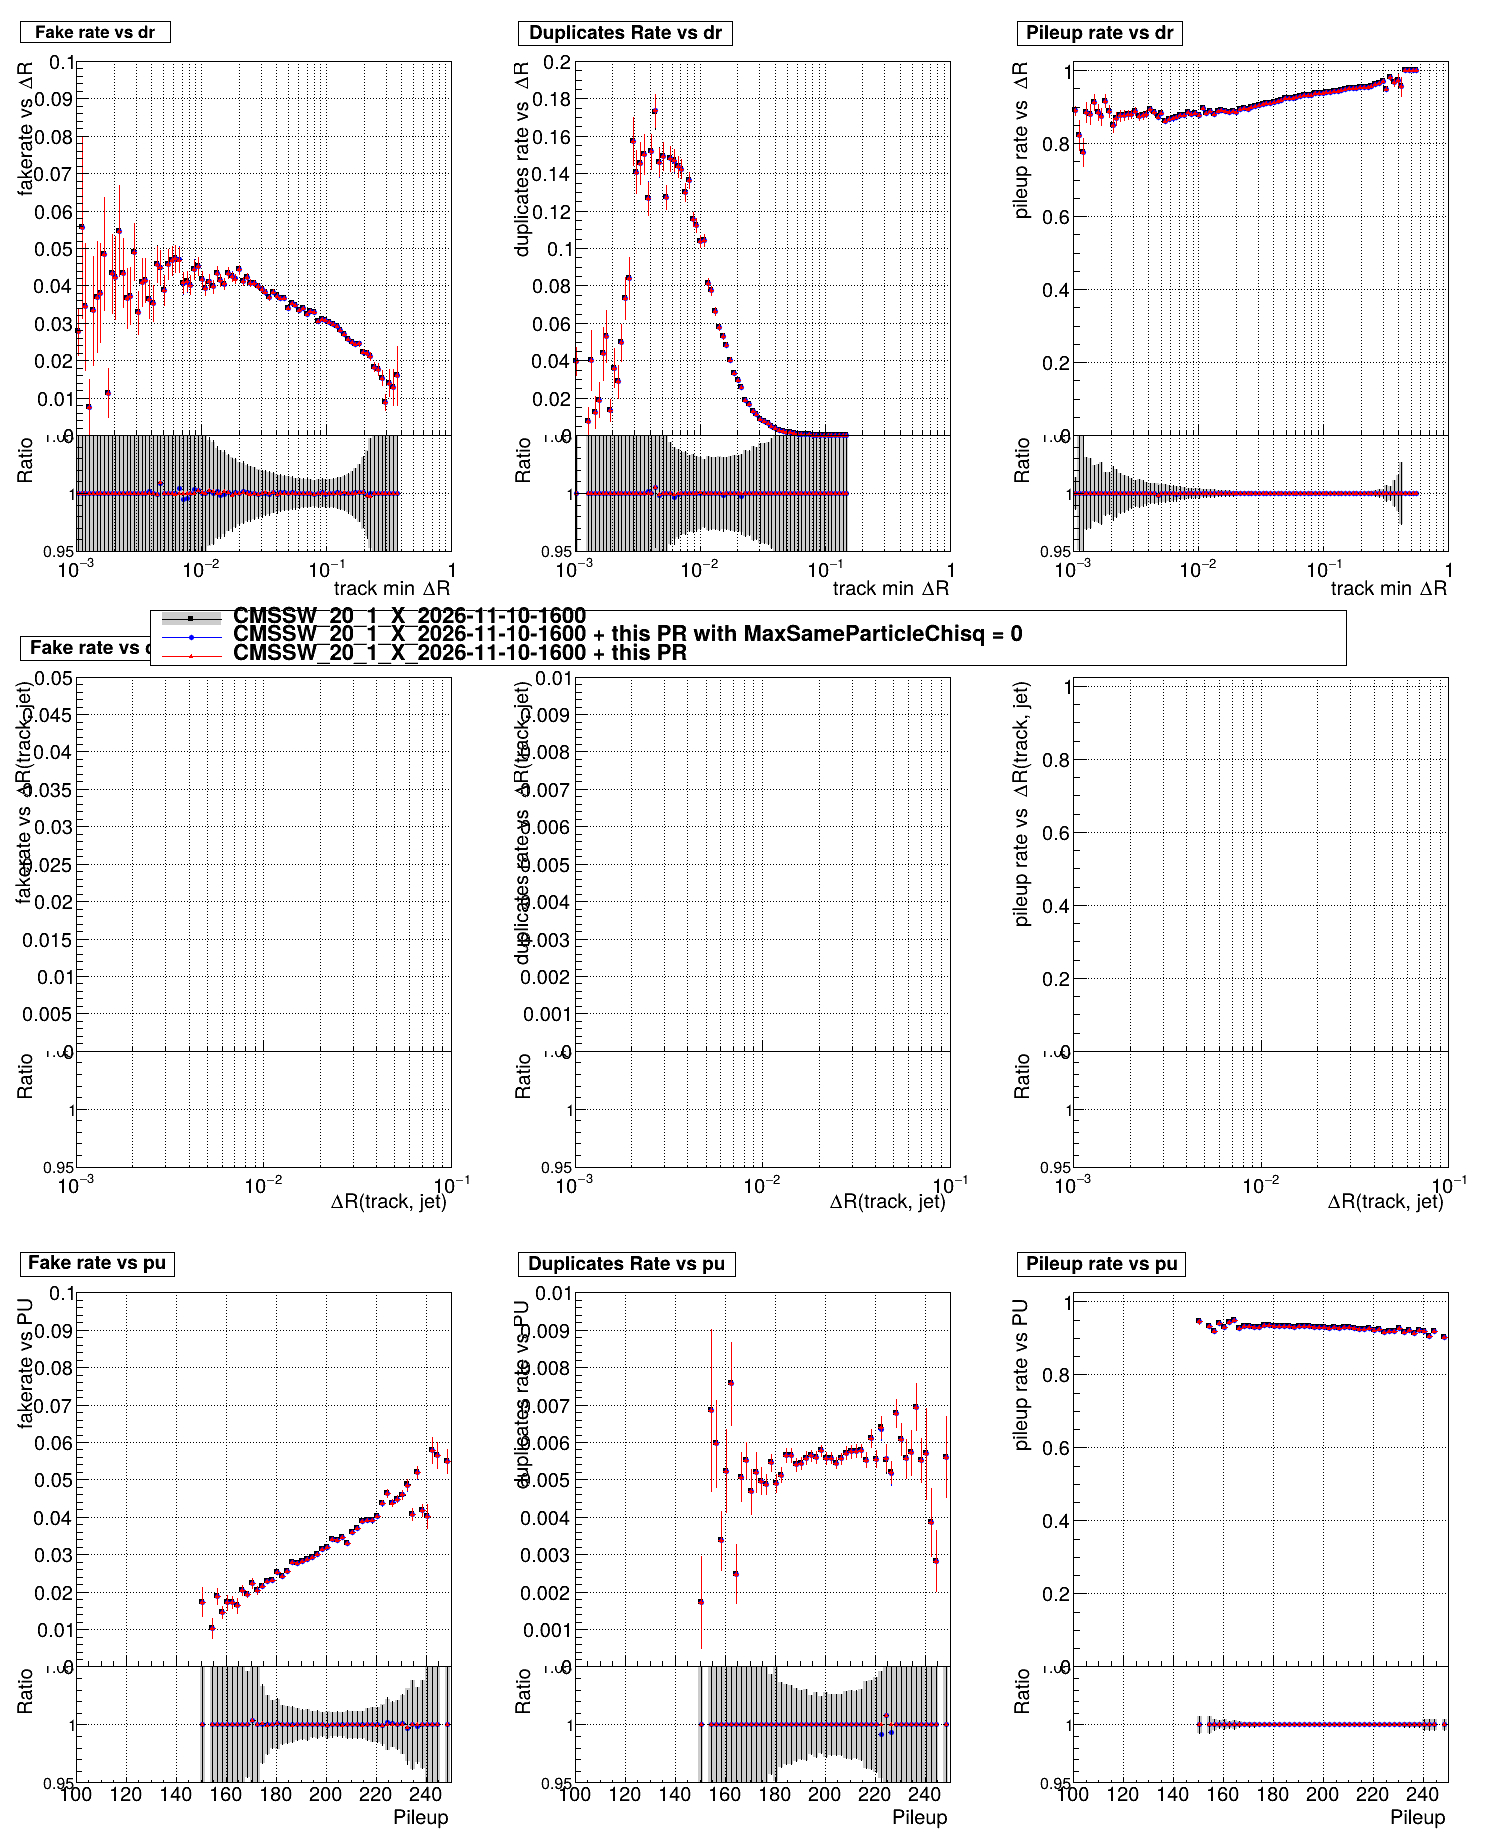 Fake rate vs dr
Duplicates Rate vs dr
Pileup rate vs dr
fakerate vs ΔR
0.1
0.09
0.08
0.07
0.06
0.05
0.04
0.03
0.02
0.01
0
Ratio
1
0.95
10⁻³ 10⁻² 10⁻¹ 1
track min ΔR
duplicates rate vs ΔR
0.2
0.18
0.16
0.14
0.12
0.1
0.08
0.06
0.04
0.02
0
Ratio
1
0.95
10⁻³ 10⁻² 10⁻¹ 1
track min ΔR
pileup rate vs ΔR
1
0.8
0.6
0.4
0.2
0
Ratio
1
0.95
10⁻³ 10⁻² 10⁻¹ 1
track min ΔR
CMSSW_20_1_X_2026-11-10-1600
CMSSW_20_1_X_2026-11-10-1600 + this PR with MaxSameParticleChisq = 0
CMSSW_20_1_X_2026-11-10-1600 + this PR
Fake rate vs
fakerate vs ΔR(track, jet)
0.05
0.045
0.04
0.035
0.03
0.025
0.02
0.015
0.01
0.005
0
Ratio
1
0.95
10⁻³ 10⁻² 10⁻¹
ΔR(track, jet)
duplicates rate vs ΔR(track, jet)
0.01
0.009
0.008
0.007
0.006
0.005
0.004
0.003
0.002
0.001
0
Ratio
1
0.95
10⁻³ 10⁻² 10⁻¹
ΔR(track, jet)
pileup rate vs ΔR(track, jet)
1
0.8
0.6
0.4
0.2
0
Ratio
1
0.95
10⁻³ 10⁻² 10⁻¹
ΔR(track, jet)
Fake rate vs pu
Duplicates Rate vs pu
Pileup rate vs pu
fakerate vs PU
0.1
0.09
0.08
0.07
0.06
0.05
0.04
0.03
0.02
0.01
0
Ratio
1
0.95
100 120 140 160 180 200 220 240
Pileup
duplicates rate vs PU
0.01
0.009
0.008
0.007
0.006
0.005
0.004
0.003
0.002
0.001
0
Ratio
1
0.95
100 120 140 160 180 200 220 240
Pileup
pileup rate vs PU
1
0.8
0.6
0.4
0.2
0
Ratio
1
0.95
100 120 140 160 180 200 220 240
Pileup